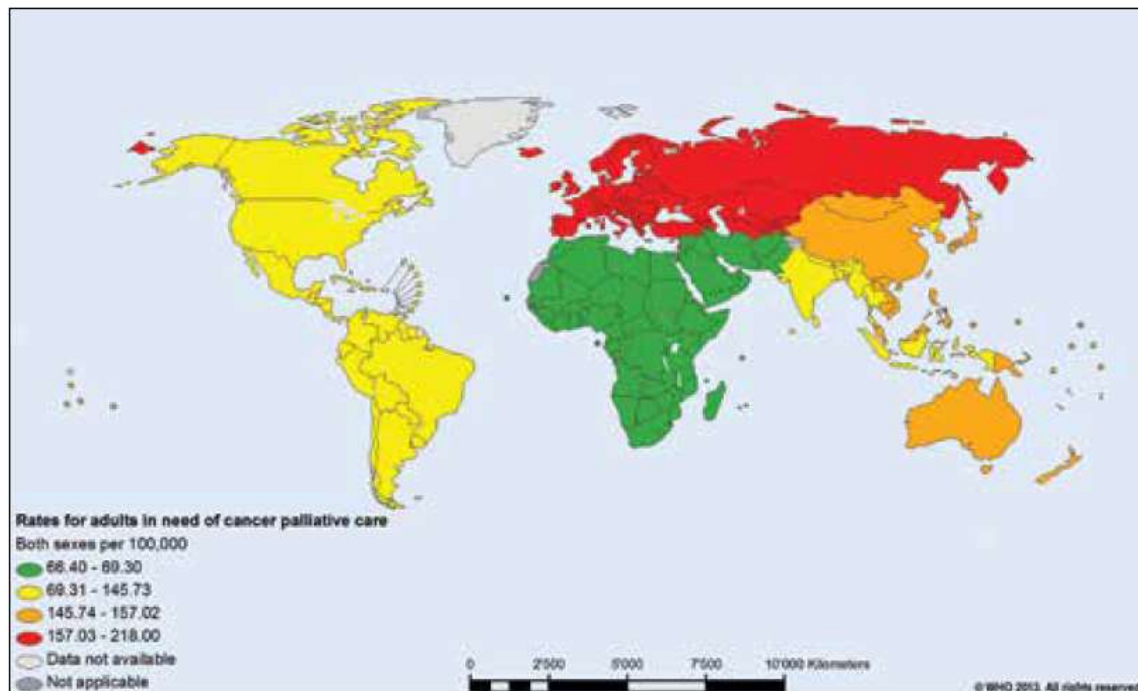 Rates for adults in need of cancer palliative care
Both sexes per 100,000
66.40 - 69.30
69.31 - 145.73
145.74 - 157.02
157.03 - 218.00
Data not available
Not applicable
0 2'500 5'000 7'500 10'000 Kilometers
© WHO 2013. All rights reserved